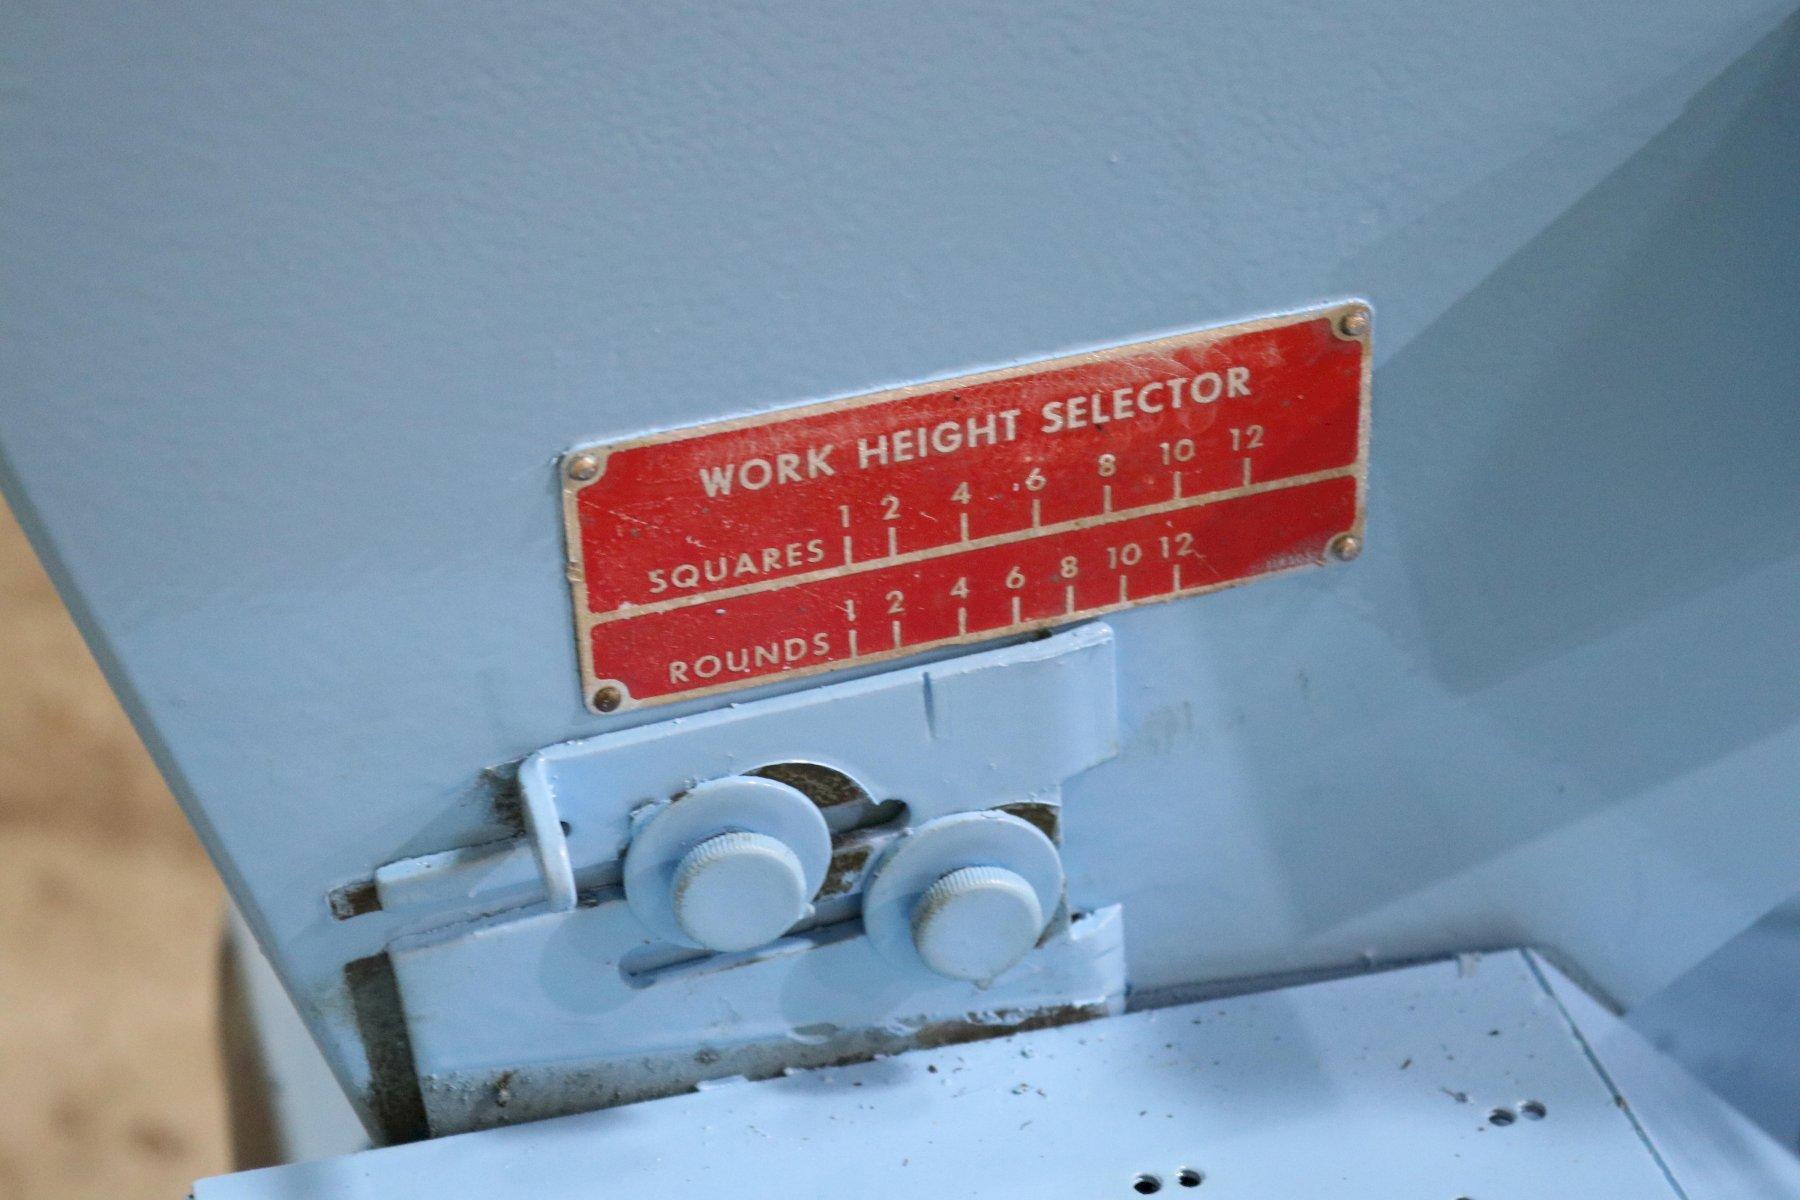 WORK HEIGHT SELECTOR
1 2 4 6 8 10 12
SQUARES
1 2 4 6 8 10 12
ROUNDS